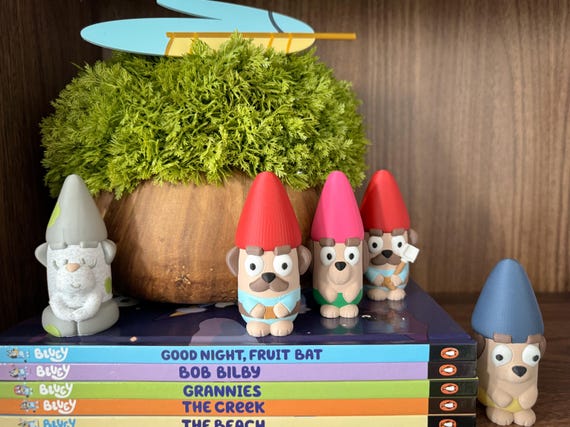 BLUEY GOOD NIGHT, FRUIT BAT
BLUEY BOB BILBY
BLUEY GRANNIES
BLUEY THE CREEK
BLUEY THE BEACH